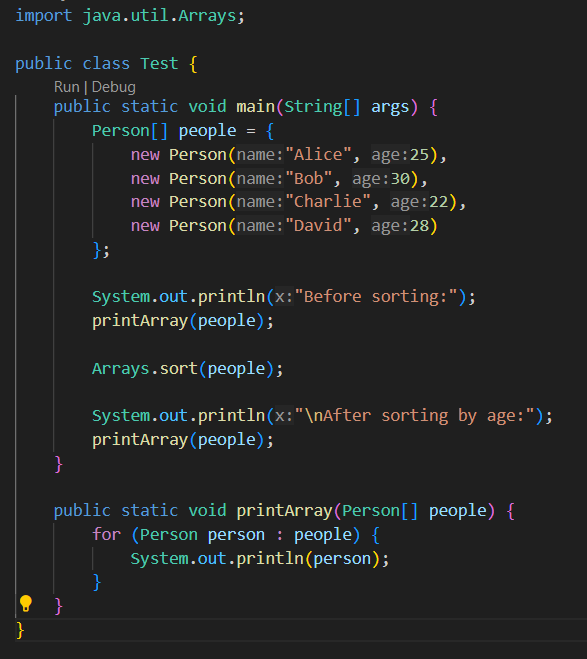 import java.util.Arrays;
public class Test {
Run | Debug
public static void main(String[] args) {
Person[] people = {
new Person(name:"Alice", age:25),
new Person(name:"Bob", age:30),
new Person(name:"Charlie", age:22),
new Person(name:"David", age:28)
};
System.out.println(x:"Before sorting:");
printArray(people);
Arrays.sort(people);
System.out.println(x:"\nAfter sorting by age:");
printArray(people);
}
public static void printArray(Person[] people) {
for (Person person : people) {
System.out.println(person);
}
}
}